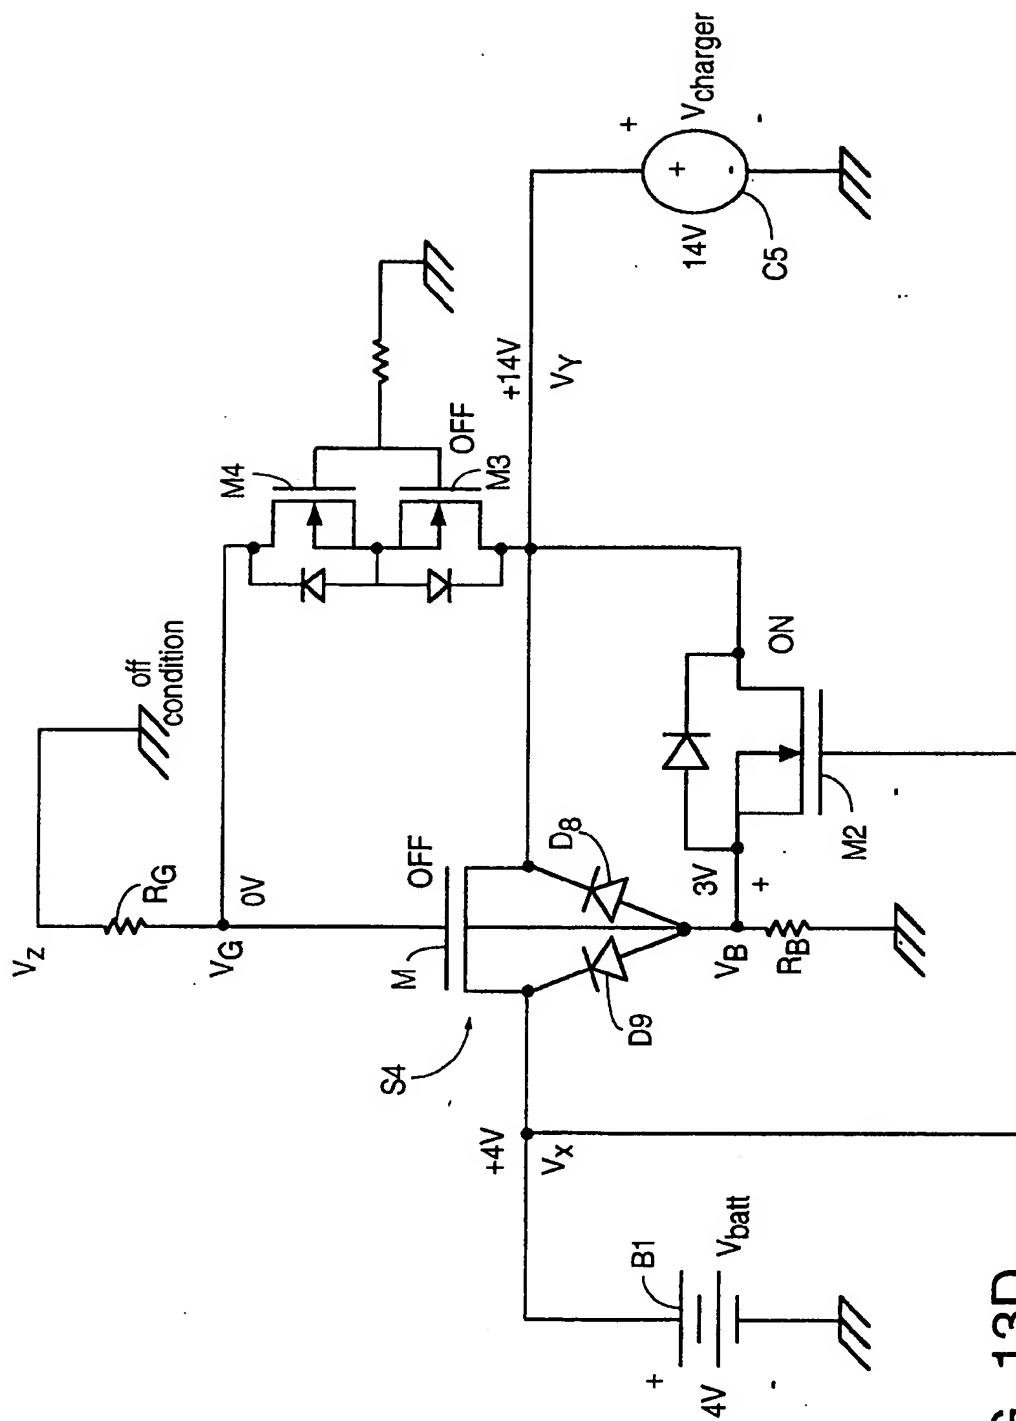 Vcharger
+
+
-
-
14V
C5
+14V
VY
M4
OFF
M3
off
condition
ON
VZ
RG
VG
0V
M
OFF
D8
D9
3V
+
VB
RB
M2
S4
+4V
VX
B1
Vbatt
+
4V
-
13D